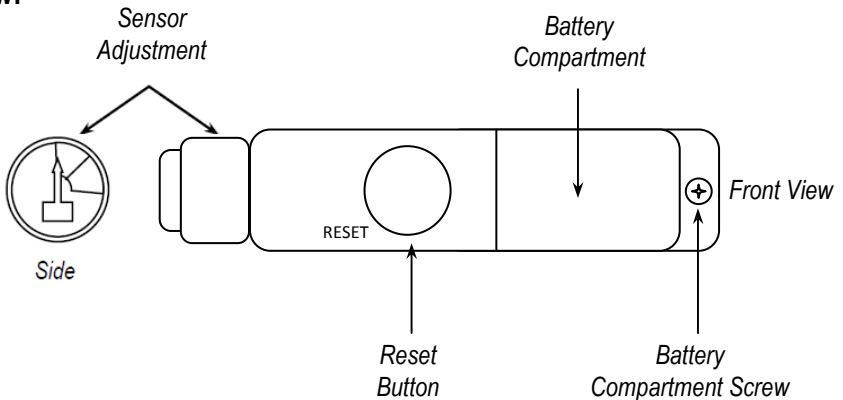 Sensor
Adjustment
Battery
Compartment
Front View
RESET
Side
Reset
Button
Battery
Compartment Screw